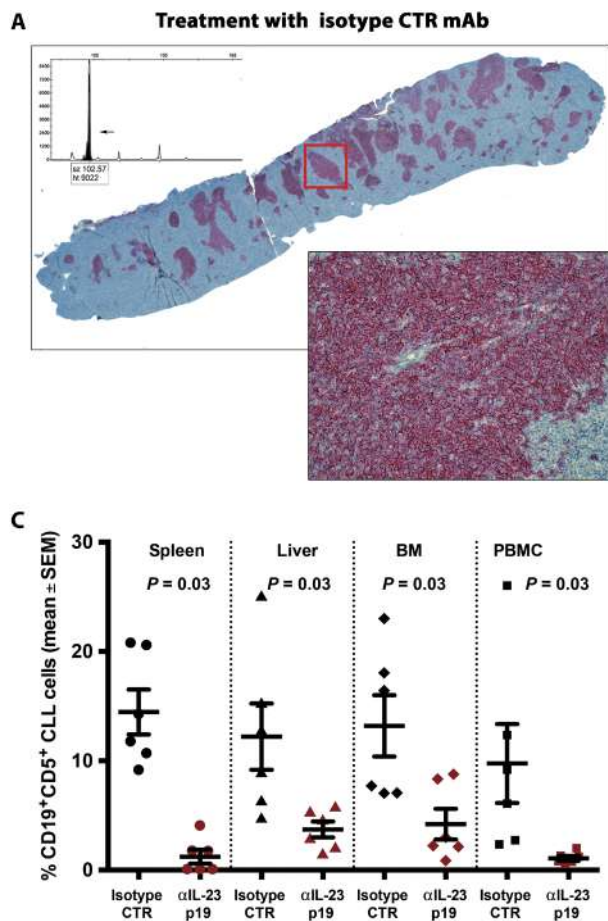 A
Treatment with isotype CTR mAb
sz 102.57
ht 9022
C
% CD19+CD5+ CLL cells (mean ± SEM)
30
20
10
0
Spleen
Liver
BM
PBMC
P = 0.03
P = 0.03
P = 0.03
P = 0.03
Isotype
CTR
αIL-23
p19
Isotype
CTR
αIL-23
p19
Isotype
CTR
αIL-23
p19
Isotype
CTR
αIL-23
p19